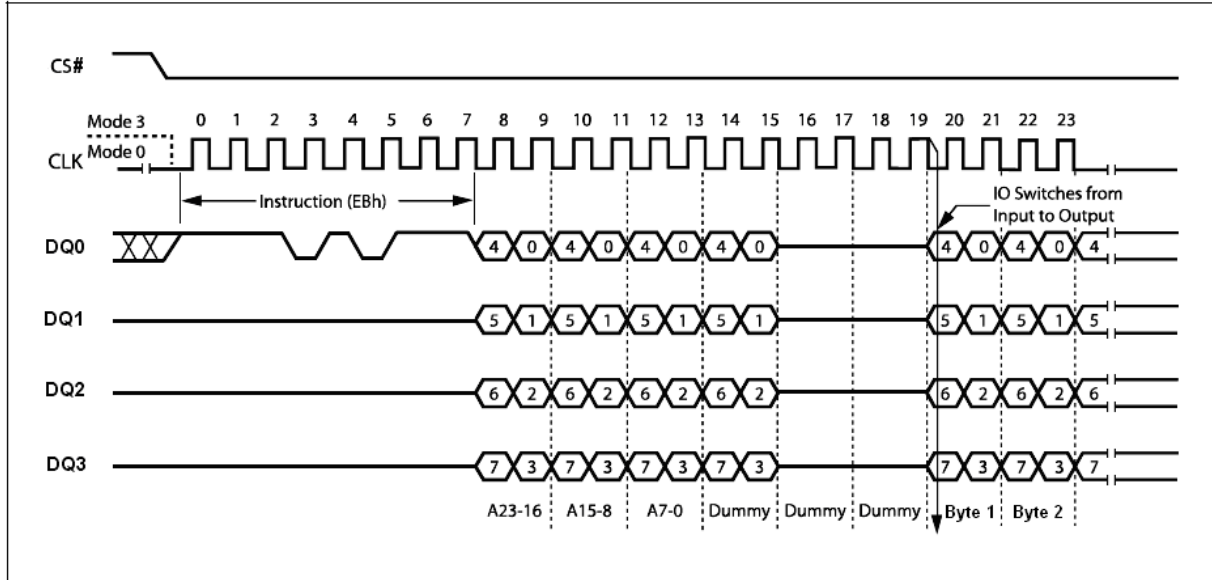 CS#
Mode 3
0 1 2 3 4 5 6 7 8 9 10 11 12 13 14 15 16 17 18 19 20 21 22 23
Mode 0
CLK
Instruction (EBh)
IO Switches from
Input to Output
DQ0 4 0 4 0 4 0 4 0 4 0 4 0 4
DQ1 5 1 5 1 5 1 5 1 5 1 5 1 5
DQ2 6 2 6 2 6 2 6 2 6 2 6 2 6
DQ3 7 3 7 3 7 3 7 3 7 3 7 3 7
A23-16 A15-8 A7-0 Dummy Dummy Dummy Byte 1 Byte 2